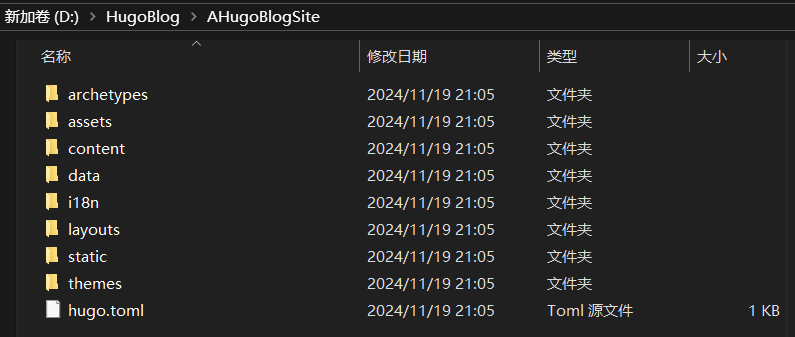 新加卷 (D:) > HugoBlog > AHugoBlogSite
名称 修改日期 类型 大小
archetypes 2024/11/19 21:05 文件夹
assets 2024/11/19 21:05 文件夹
content 2024/11/19 21:05 文件夹
data 2024/11/19 21:05 文件夹
i18n 2024/11/19 21:05 文件夹
layouts 2024/11/19 21:05 文件夹
static 2024/11/19 21:05 文件夹
themes 2024/11/19 21:05 文件夹
hugo.toml 2024/11/19 21:05 Toml 源文件 1 KB